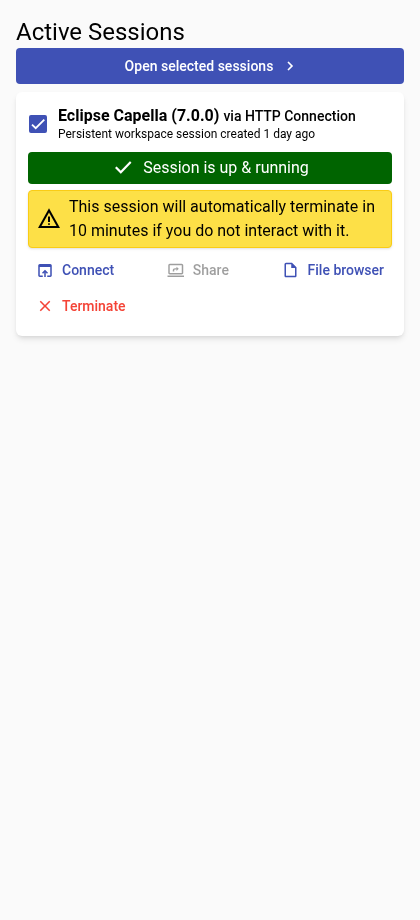 Active Sessions
Open selected sessions
Eclipse Capella (7.0.0) via HTTP Connection
Persistent workspace session created 1 day ago
Session is up & running
This session will automatically terminate in
10 minutes if you do not interact with it.
Connect Share File browser
Terminate